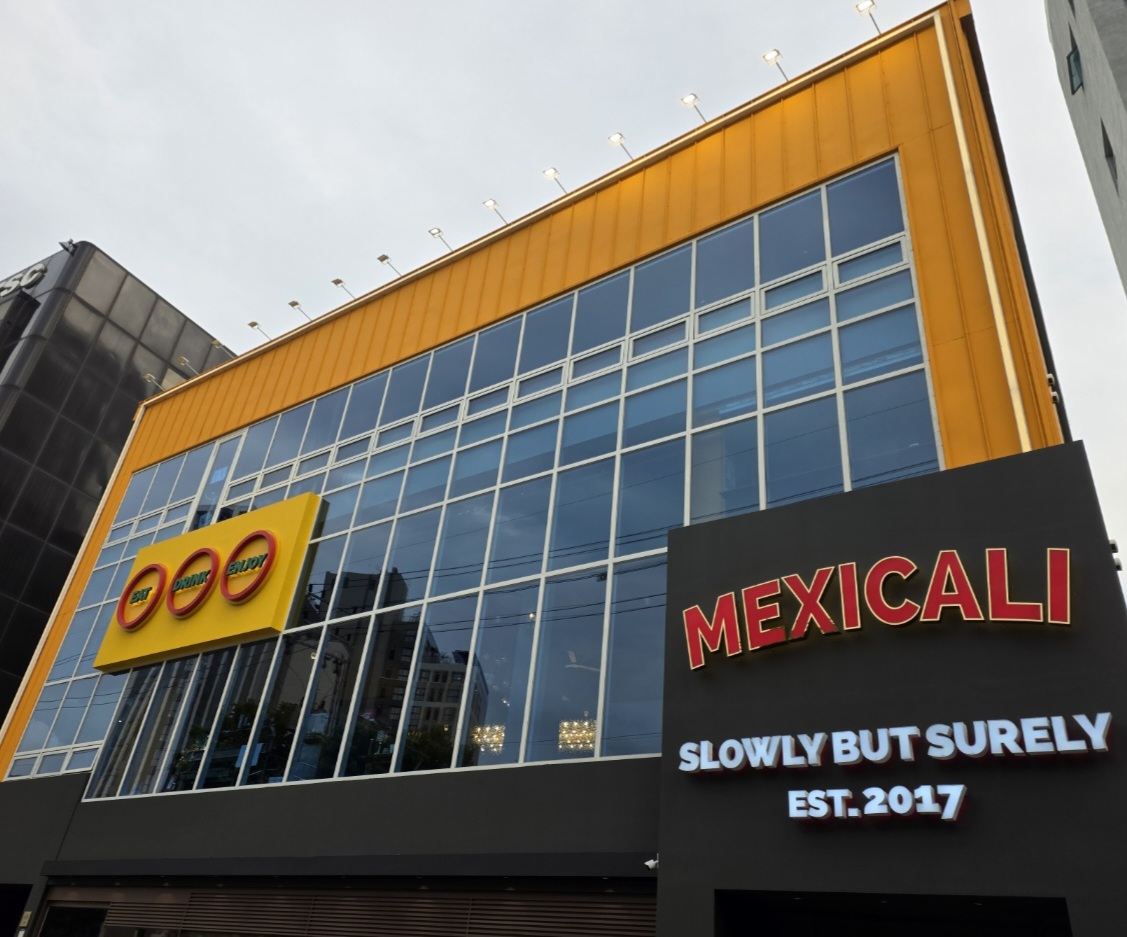 EAT
DRINK
ENJOY
MEXICALI
SLOWLY BUT SURELY
EST. 2017